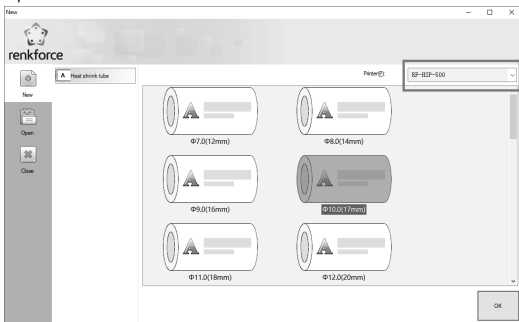 New
renkforce
New
Open
Close
A Heat shrink tube
Printer(P):
RF-HSP-500
A
Φ7.0(12mm)
A
Φ8.0(14mm)
A
Φ9.0(16mm)
A
Φ10.0(17mm)
A
Φ11.0(18mm)
A
Φ12.0(20mm)
OK